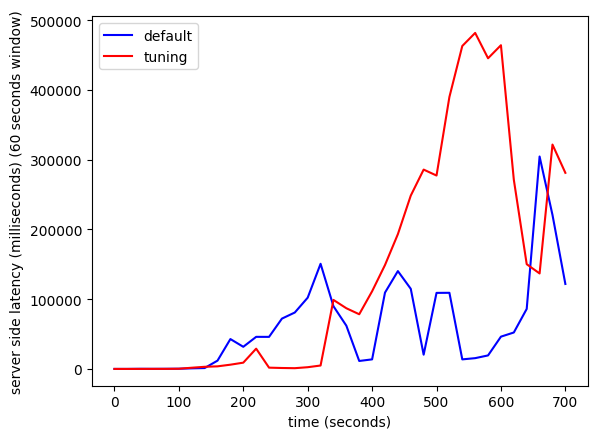 server side latency (milliseconds) (60 seconds window)
500000
400000
300000
200000
100000
0
default
tuning
0 100 200 300 400 500 600 700
time (seconds)